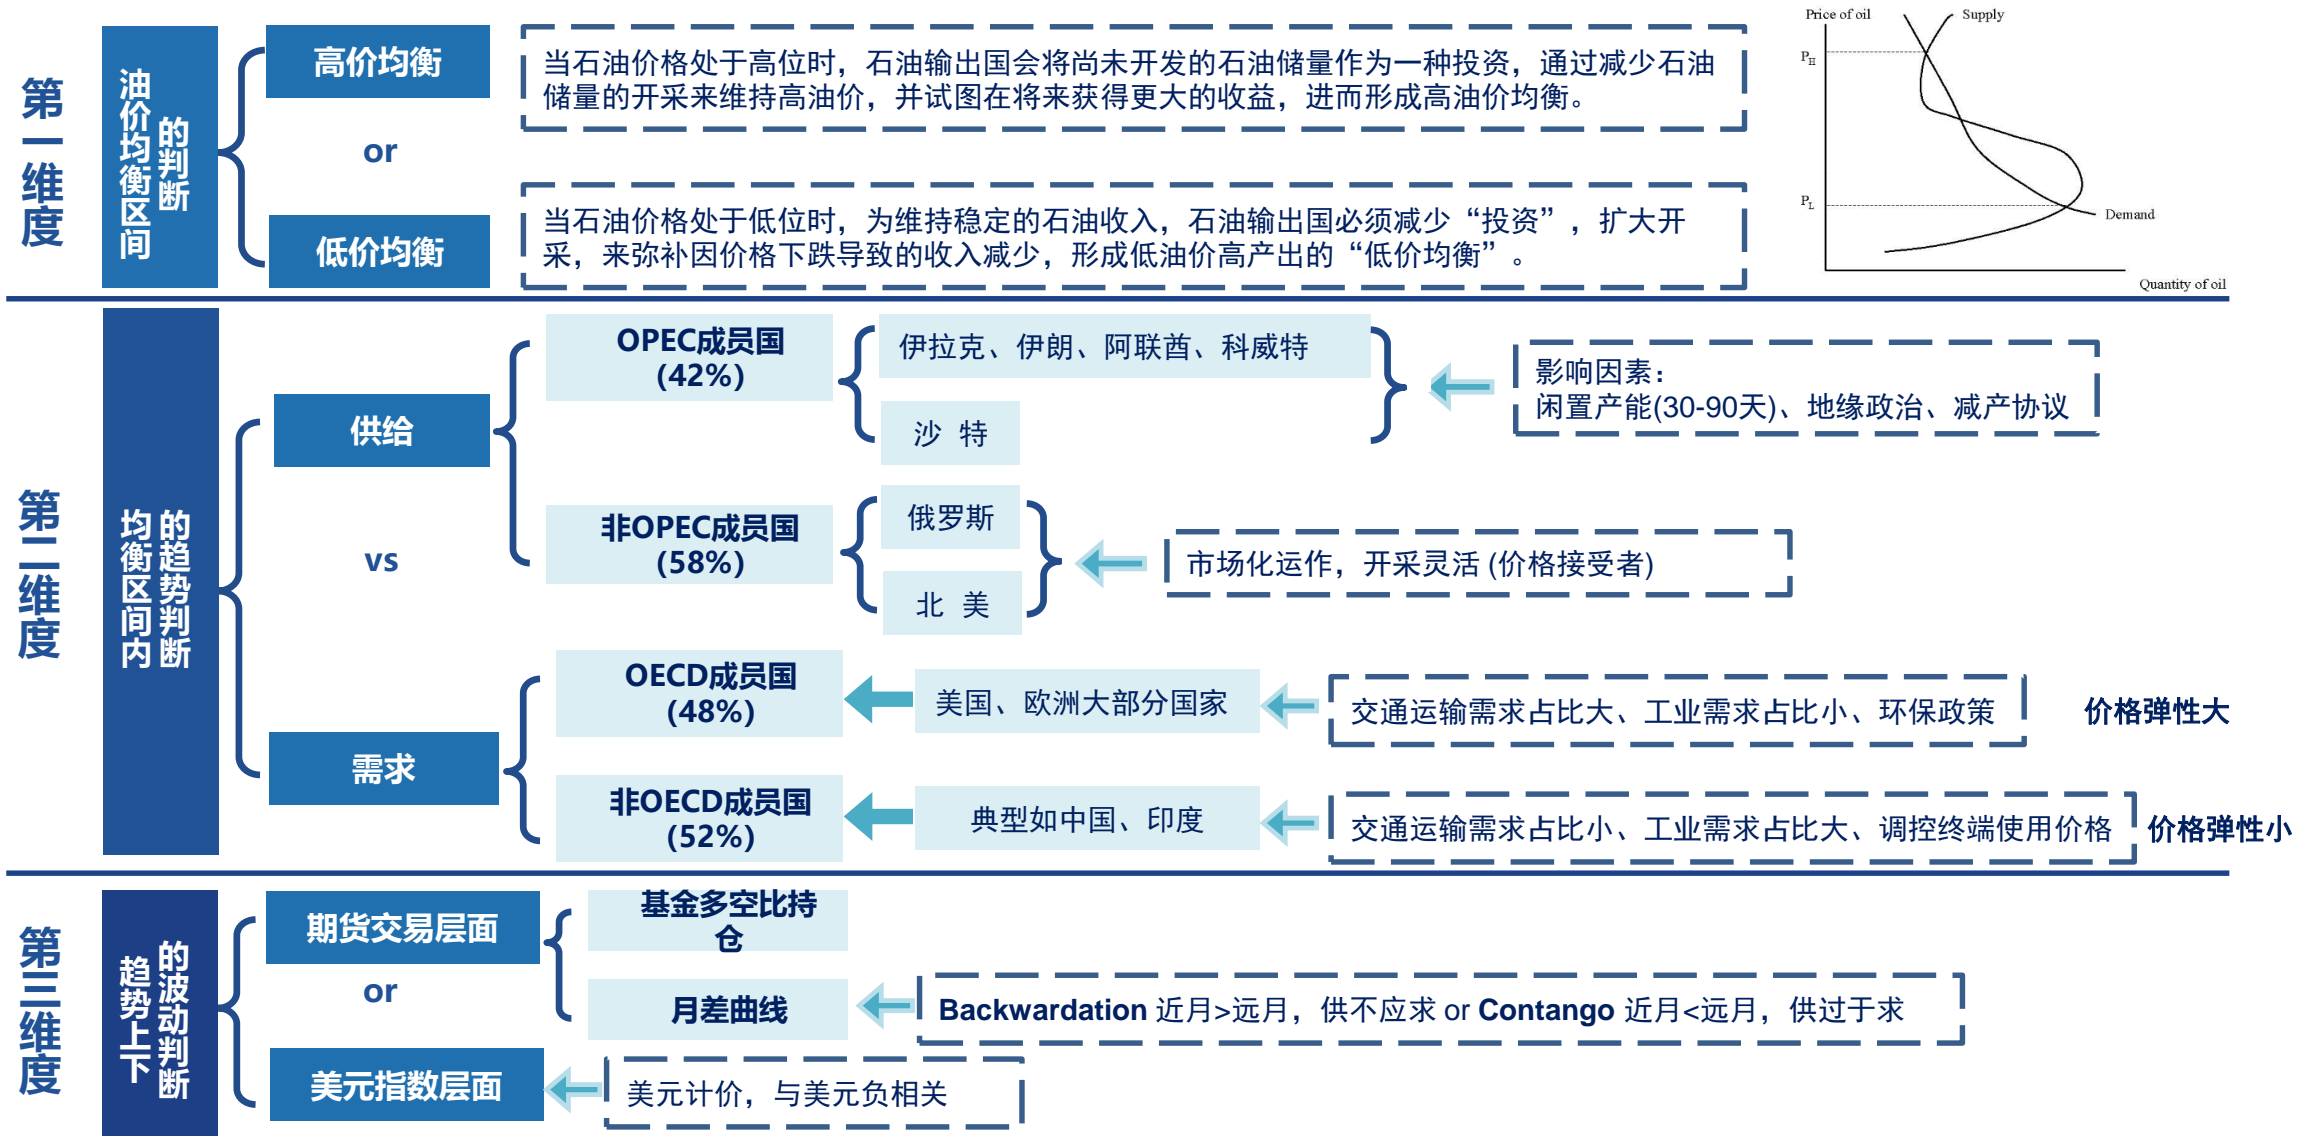 第一维度
油价均衡区间
的判断
高价均衡
or
低价均衡
当石油价格处于高位时，石油输出国会将尚未开发的石油储量作为一种投资，通过减少石油
储量的开采来维持高油价，并试图在将来获得更大的收益，进而形成高油价均衡。
当石油价格处于低位时，为维持稳定的石油收入，石油输出国必须减少“投资”，扩大开
采，来弥补因价格下跌导致的收入减少，形成低油价高产出的“低价均衡”。
Price of oil
Supply
PH
PL
Demand
Quantity of oil
第二维度
均衡区间内
的趋势判断
供给
vs
需求
OPEC成员国
(42%)
伊拉克、伊朗、阿联酋、科威特
沙 特
影响因素：
闲置产能(30-90天)、地缘政治、减产协议
非OPEC成员国
(58%)
俄罗斯
北 美
市场化运作，开采灵活 (价格接受者)
OECD成员国
(48%)
美国、欧洲大部分国家
交通运输需求占比大、工业需求占比小、环保政策
价格弹性大
非OECD成员国
(52%)
典型如中国、印度
交通运输需求占比小、工业需求占比大、调控终端使用价格
价格弹性小
第三维度
趋势上下
的波动判断
期货交易层面
or
美元指数层面
基金多空比持
仓
月差曲线
Backwardation 近月>远月，供不应求 or Contango 近月<远月，供过于求
美元计价，与美元负相关